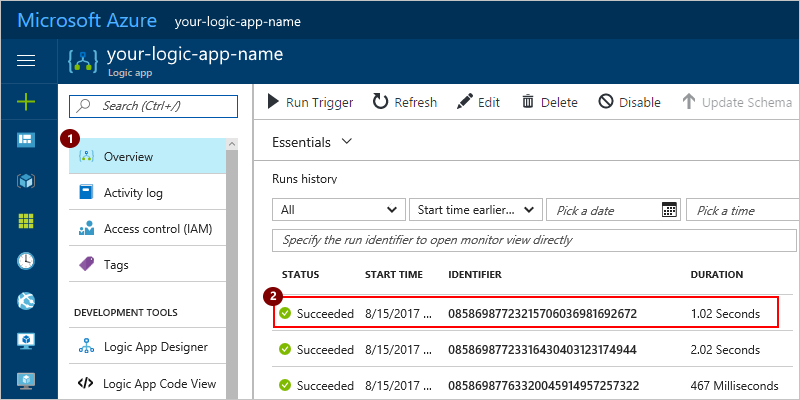 Microsoft Azure your-logic-app-name
your-logic-app-name
Logic app
Search (Ctrl+/)
1
Overview
Activity log
Access control (IAM)
Tags
DEVELOPMENT TOOLS
Logic App Designer
Logic App Code View
Run Trigger Refresh Edit Delete Disable Update Schema
Essentials
Runs history
All Start time earlier... Pick a date Pick a time
Specify the run identifier to open monitor view directly
STATUS START TIME IDENTIFIER DURATION
2
Succeeded 8/15/2017 ... 08586987723215706036981692672 1.02 Seconds
Succeeded 8/15/2017 ... 08586987723316430403123174944 2.02 Seconds
Succeeded 8/15/2017 ... 08586987763320045914957257322 467 Milliseconds